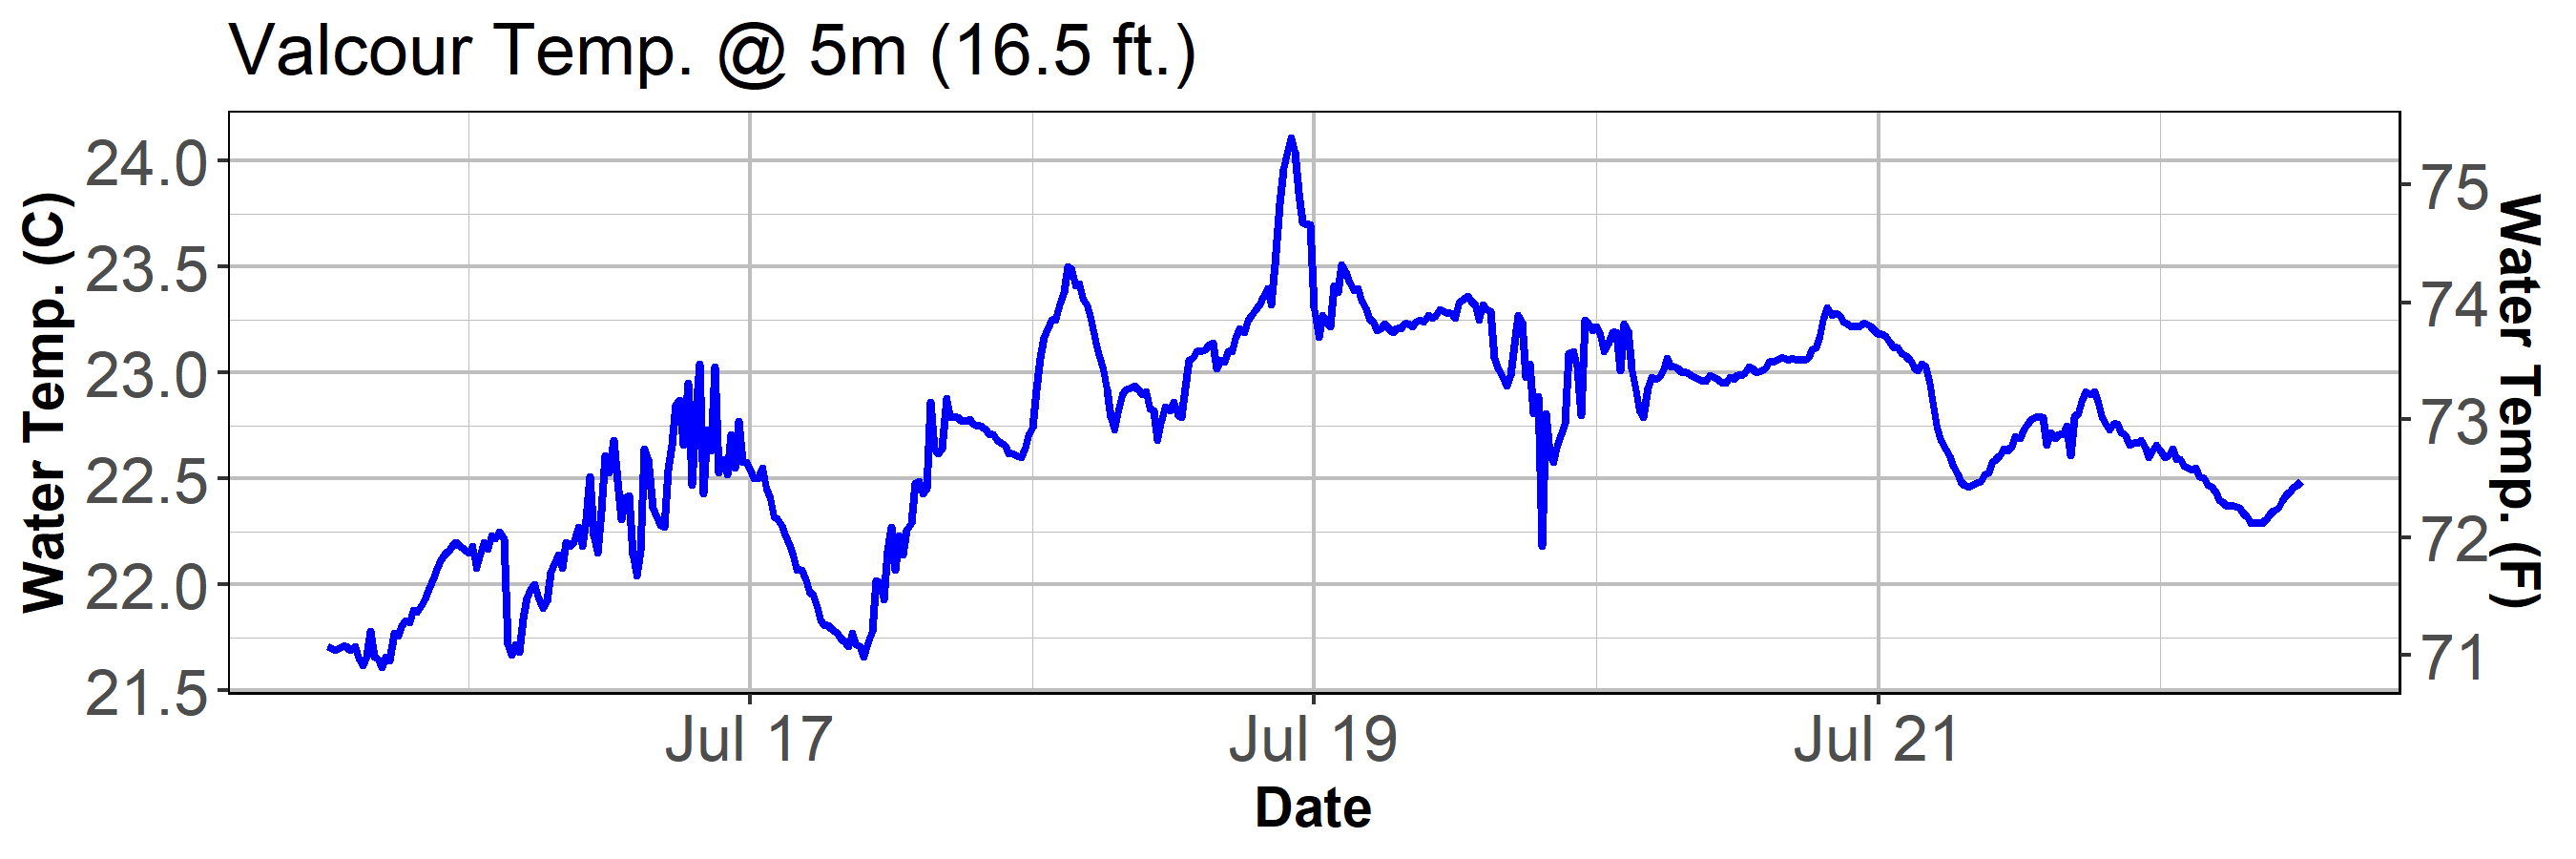 Valcour Temp. @ 5m (16.5 ft.)
Water Temp. (C)
24.0
23.5
23.0
22.5
22.0
21.5
75
74
73
72
71
Water Temp. (F)
Jul 17 Jul 19 Jul 21
Date